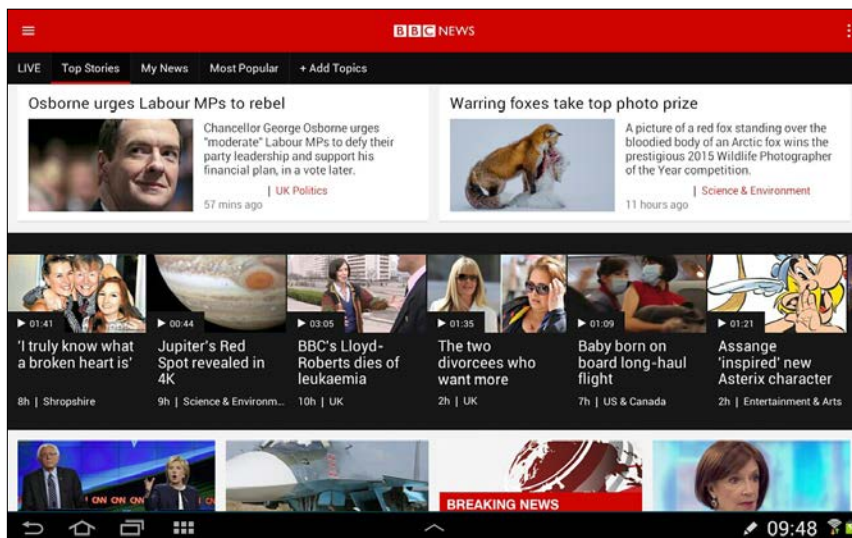 BBC NEWS
LIVE Top Stories My News Most Popular + Add Topics
Osborne urges Labour MPs to rebel
Chancellor George Osborne urges
"moderate" Labour MPs to defy their
party leadership and support his
financial plan, in a vote later.
| UK Politics
57 mins ago
Warring foxes take top photo prize
A picture of a red fox standing over the
bloodied body of an Arctic fox wins the
prestigious 2015 Wildlife Photographer
of the Year competition.
| Science & Environment
11 hours ago
01:41
'I truly know what
a broken heart is'
8h | Shropshire
00:44
Jupiter's Red
Spot revealed in
4K
9h | Science & Environm...
03:05
BBC's Lloyd-
Roberts dies of
leukaemia
10h | UK
01:35
The two
divorcees who
want more
2h | UK
01:09
Baby born on
board long-haul
flight
7h | US & Canada
01:21
Assange
'inspired' new
Asterix character
2h | Entertainment & Arts
CNN CNN CNN
BREAKING NEWS
09:48